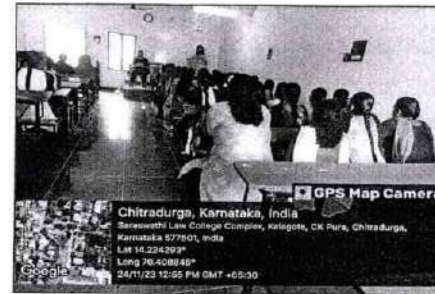 GPS Map Camera
Chitradurga, Karnataka, India
Saraswathi Law College Complex, Kelegote, CK Pura, Chitradurga,
Karnataka 577501, India
Lat 14.224293°
Long 76.408845°
24/11/23 12:55 PM GMT +05:30
Google